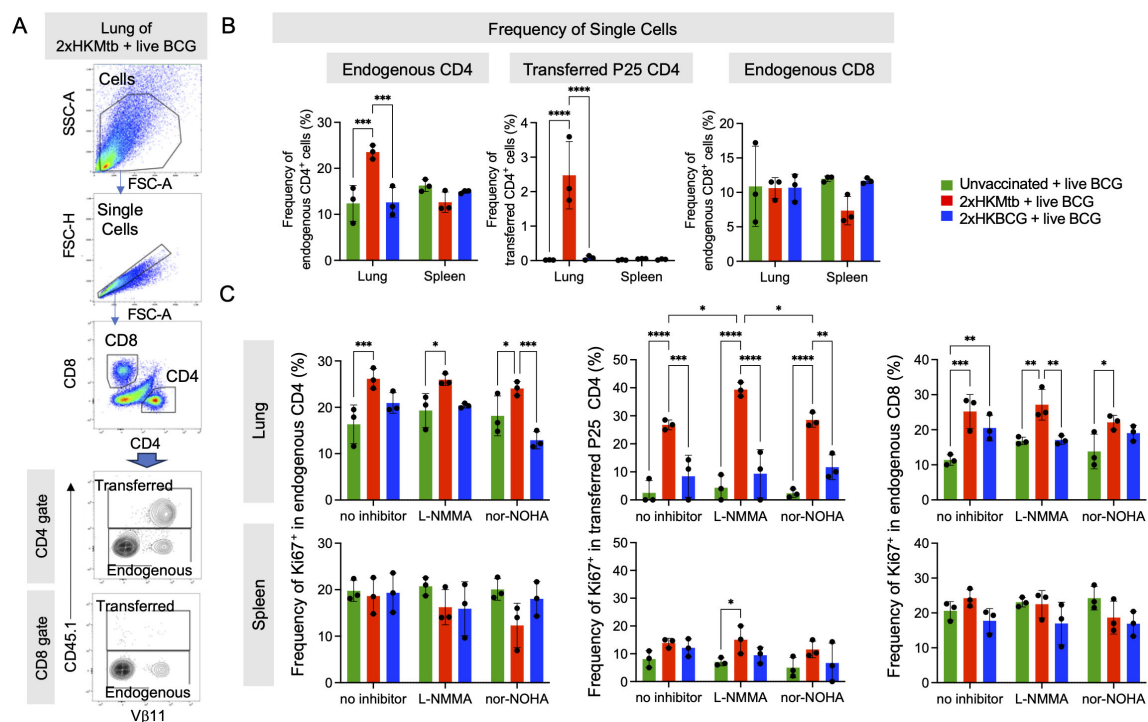 A
Lung of
2xHKMtb + live BCG
Cells
SSC-A
FSC-A
Single
Cells
FSC-H
FSC-A
CD8
CD4
CD8
CD4
Transferred
Endogenous
CD4 gate
Transferred
Endogenous
CD8 gate
CD45.1
Vβ11
B
Frequency of Single Cells
Endogenous CD4
Transferred P25 CD4
Endogenous CD8
Frequency of
endogenous CD4+ cells (%)
30
20
10
0
*** ***
Lung Spleen
Frequency of
transferred CD4+ cells (%)
5
4
3
2
1
0
**** ****
Lung Spleen
Frequency of
endogenous CD8+ cells (%)
20
15
10
5
0
Lung Spleen
Unvaccinated + live BCG
2xHKMtb + live BCG
2xHKBCG + live BCG
C
Lung
Spleen
Frequency of Ki67+ in endogenous CD4 (%)
40
30
20
10
0
*** * * ***
no inhibitor L-NMMA nor-NOHA
30
20
10
0
no inhibitor L-NMMA nor-NOHA
Frequency of Ki67+ in transferred P25 CD4 (%)
50
40
30
20
10
0
* *
**** *** **** **** **** **
no inhibitor L-NMMA nor-NOHA
60
40
20
0
*
no inhibitor L-NMMA nor-NOHA
Frequency of Ki67+ in endogenous CD8 (%)
40
30
20
10
0
**
*** ** ** *
no inhibitor L-NMMA nor-NOHA
40
30
20
10
0
no inhibitor L-NMMA nor-NOHA